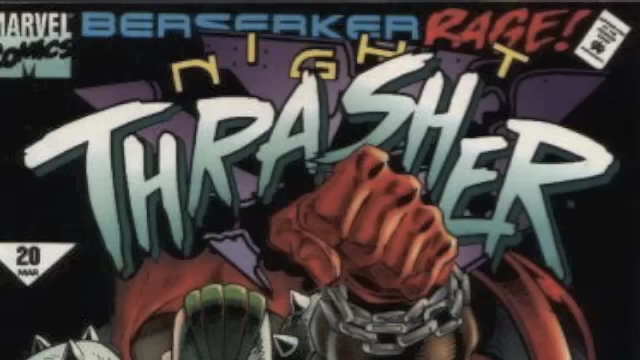 MARVEL
COMICS
BERSERKER RAGE!
NIGHT
THRASHER
20
MAR